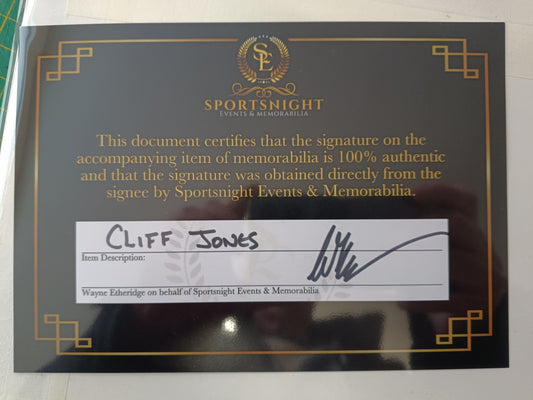 SE
SPORTSNIGHT
EVENTS & MEMORABILIA
This document certifies that the signature on the
accompanying item of memorabilia is 100% authentic
and that the signature was obtained directly from the
signee by Sportsnight Events & Memorabilia.
CLIFF JONES
Item Description:
Wayne Etheridge on behalf of Sportsnight Events & Memorabilia